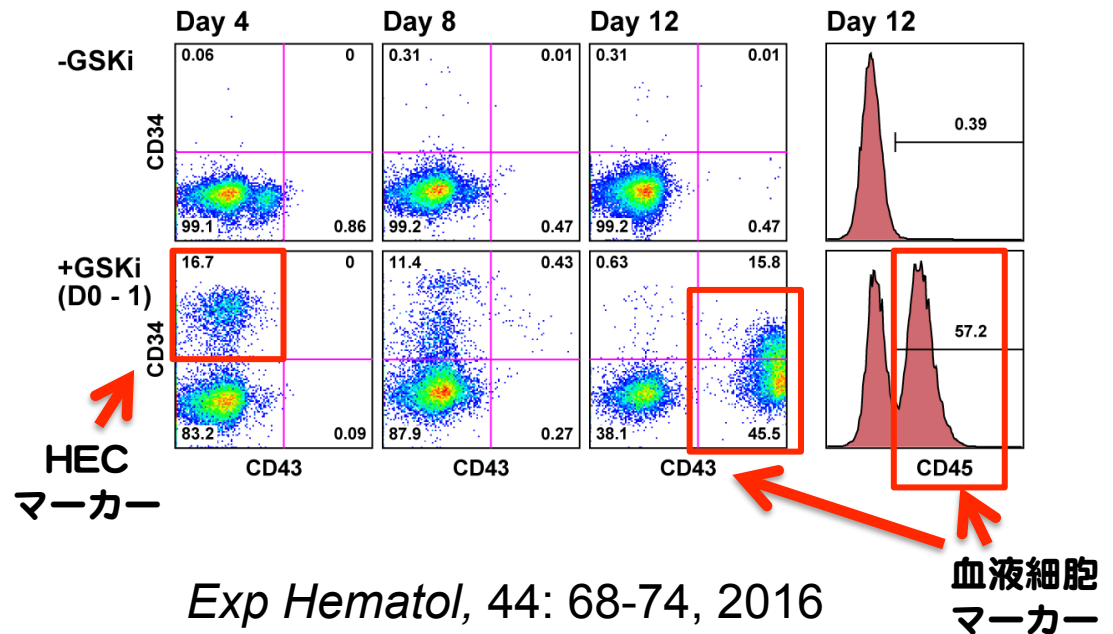 Day 4 Day 8 Day 12 Day 12
-GSKi
CD34
0.06 0 0.31 0.01 0.31 0.01
0.39
99.1 0.86 99.2 0.47 99.2 0.47
+GSKi
(D0 - 1)
CD34
16.7 0 11.4 0.43 0.63 15.8
57.2
83.2 0.09 87.9 0.27 38.1 45.5
CD43 CD43 CD43 CD45
HEC
マーカー
血液細胞
マーカー
Exp Hematol, 44: 68-74, 2016